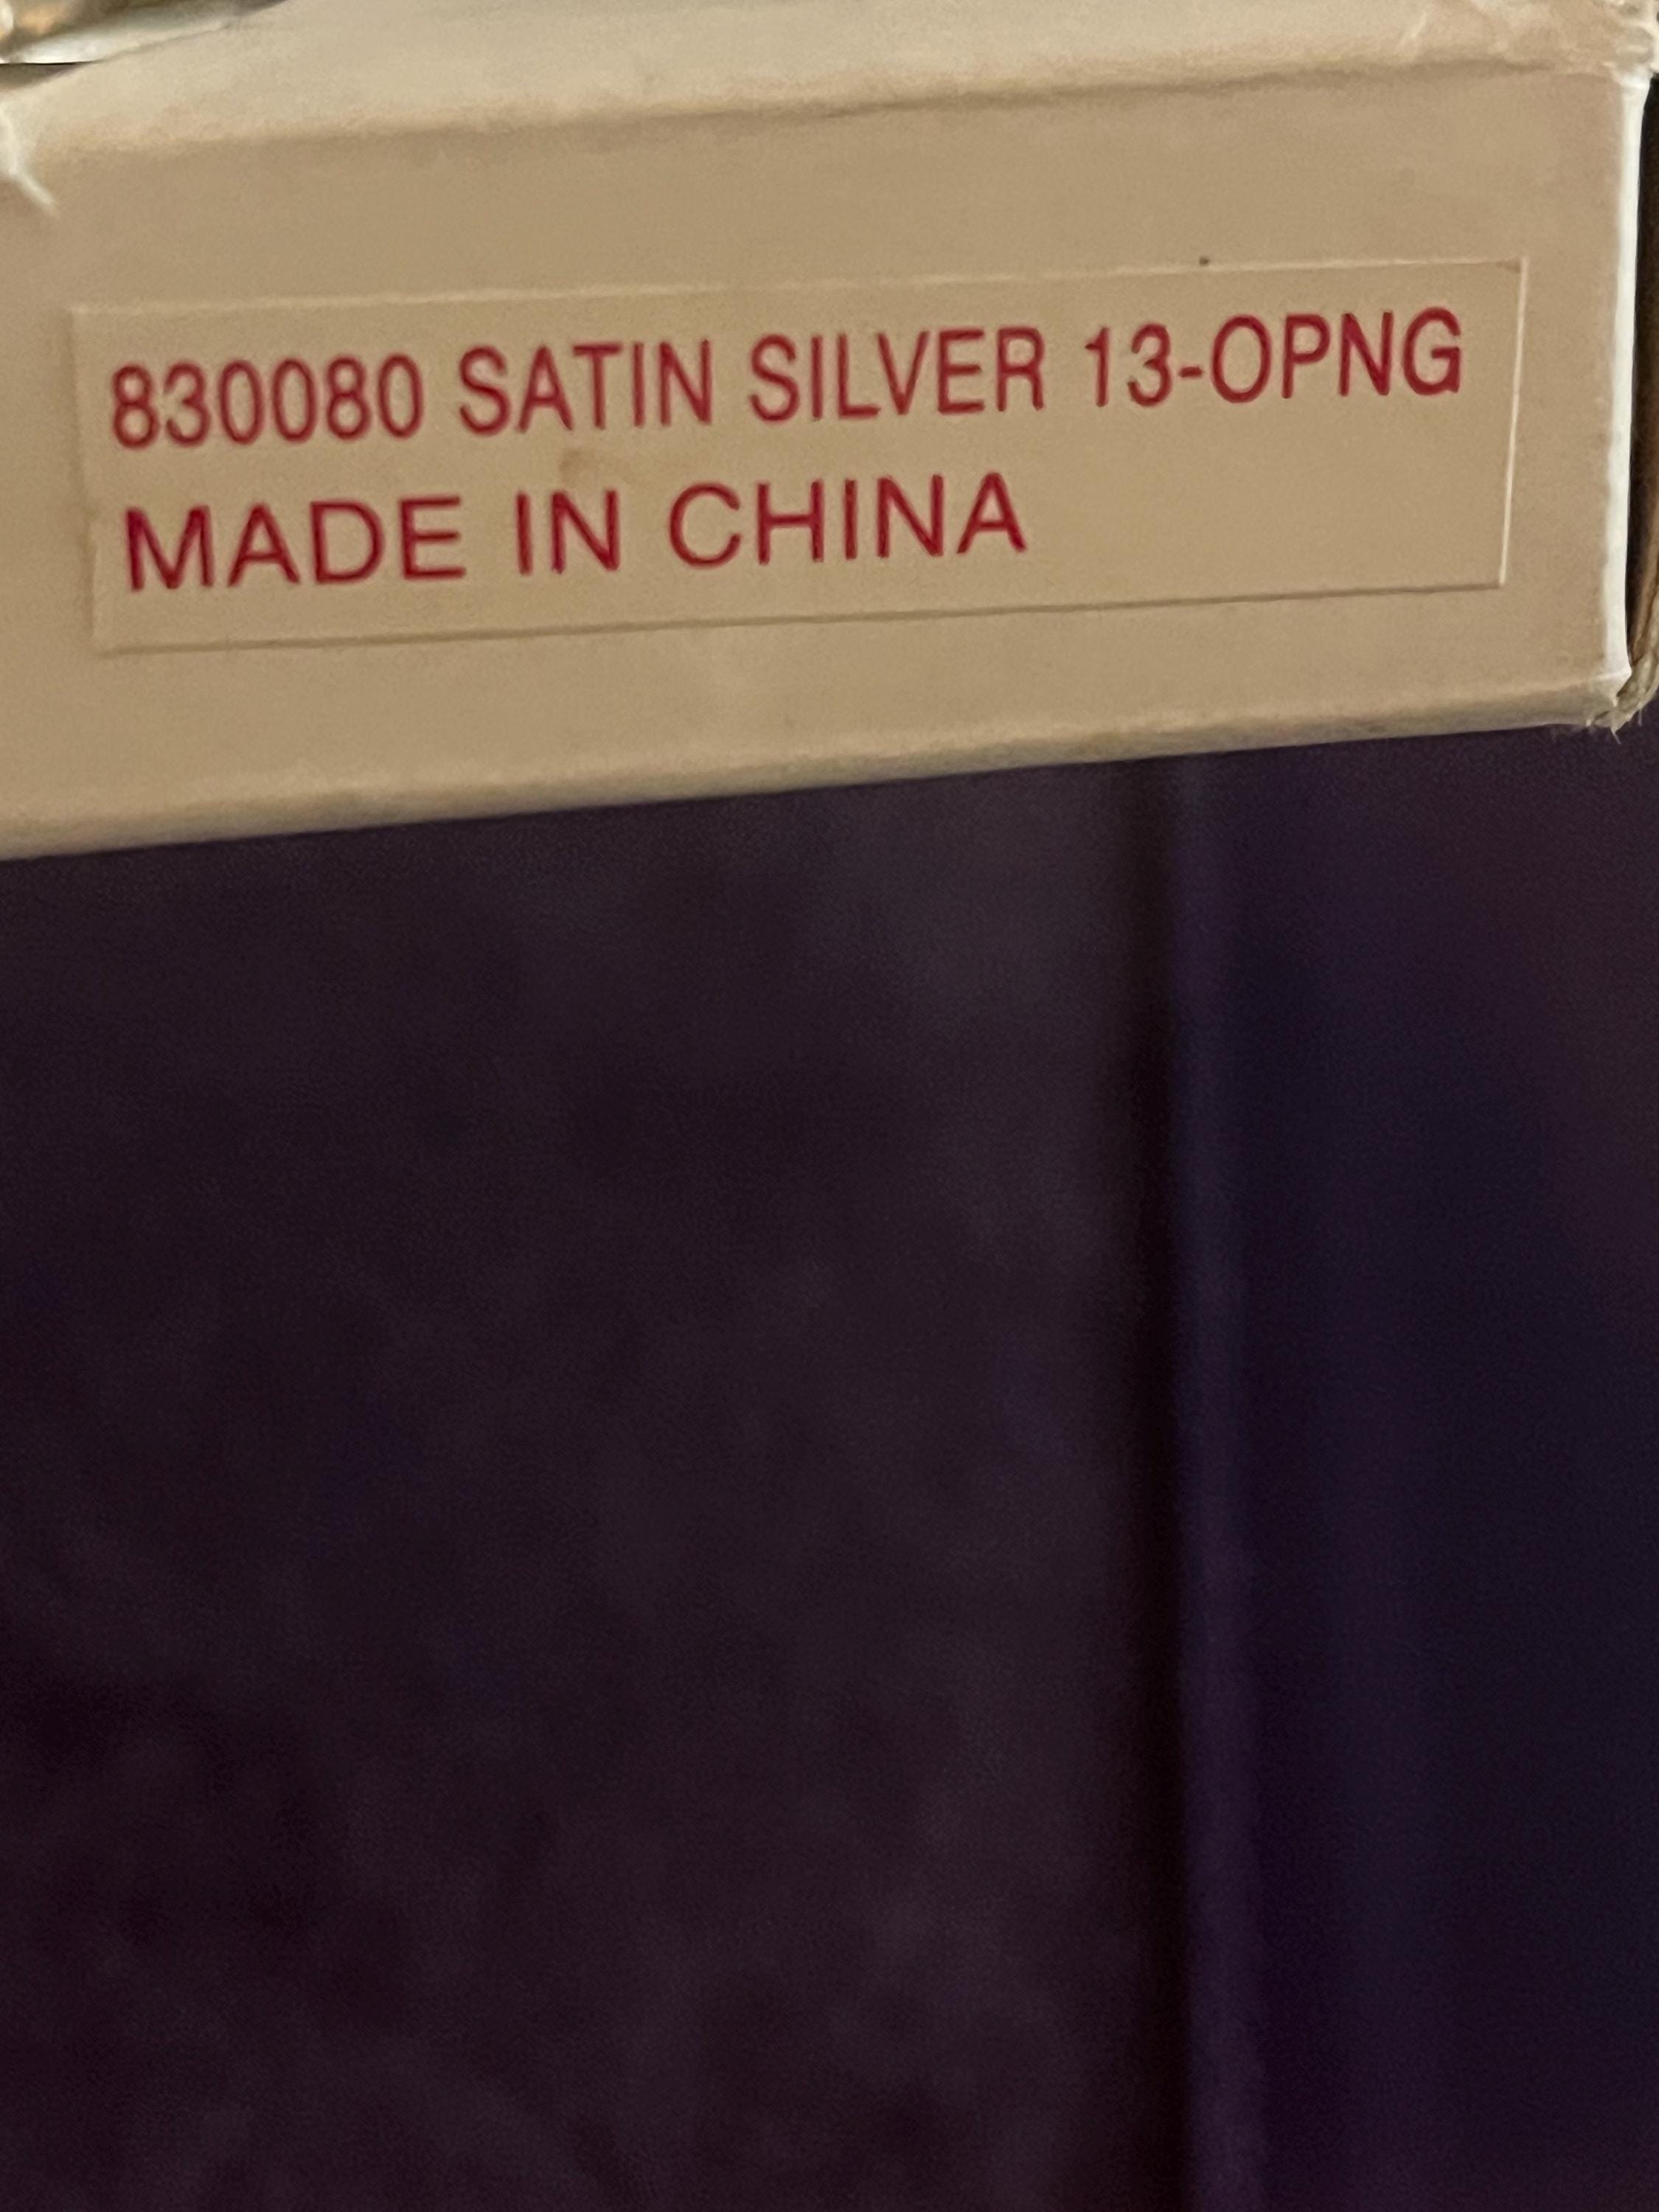 830080 SATIN SILVER 13-OPNG
MADE IN CHINA